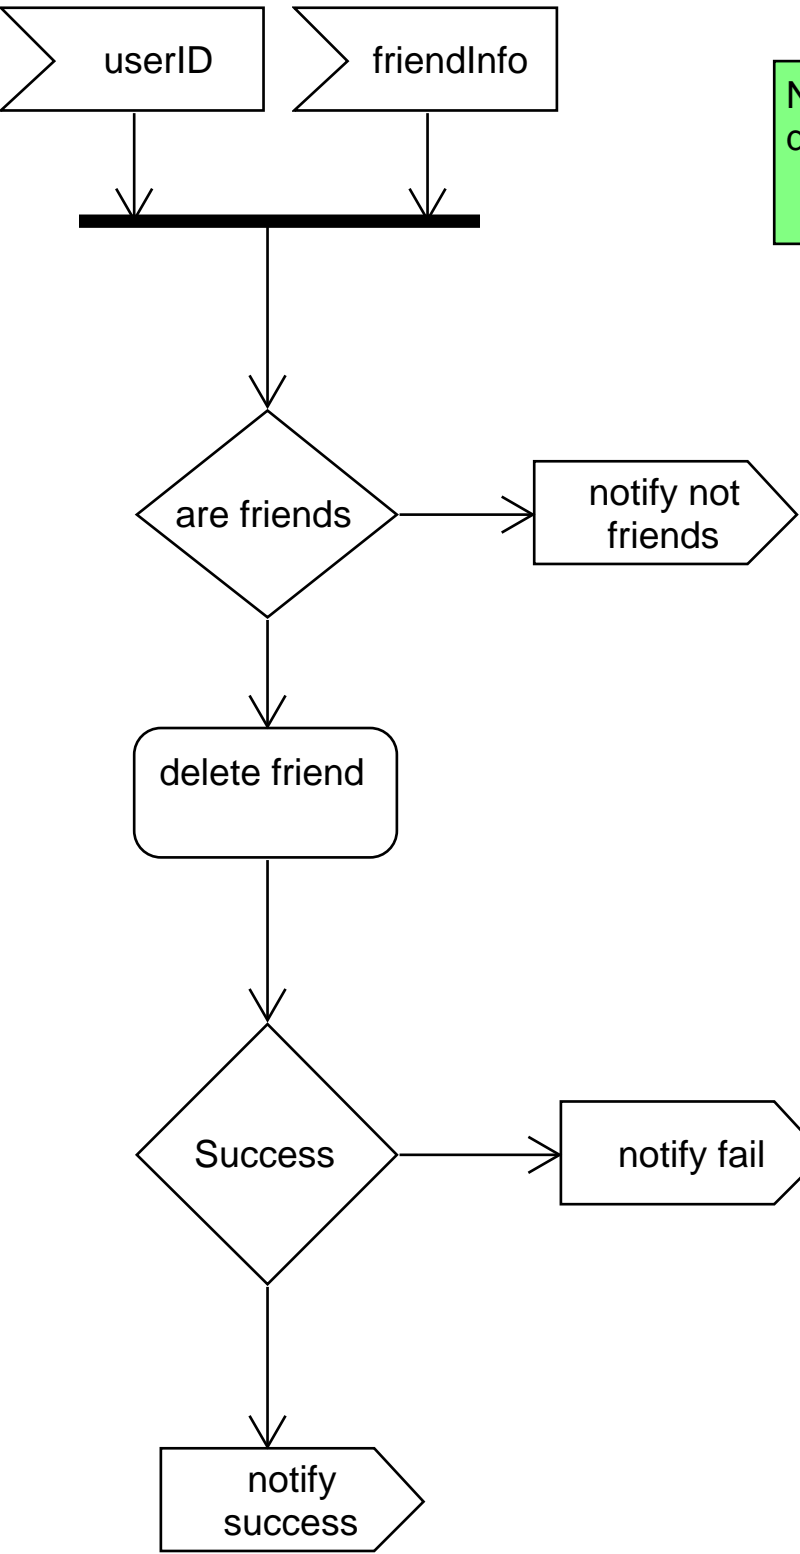 userID
friendInfo
are friends
notify not
friends
delete friend
Success
notify fail
notify
success